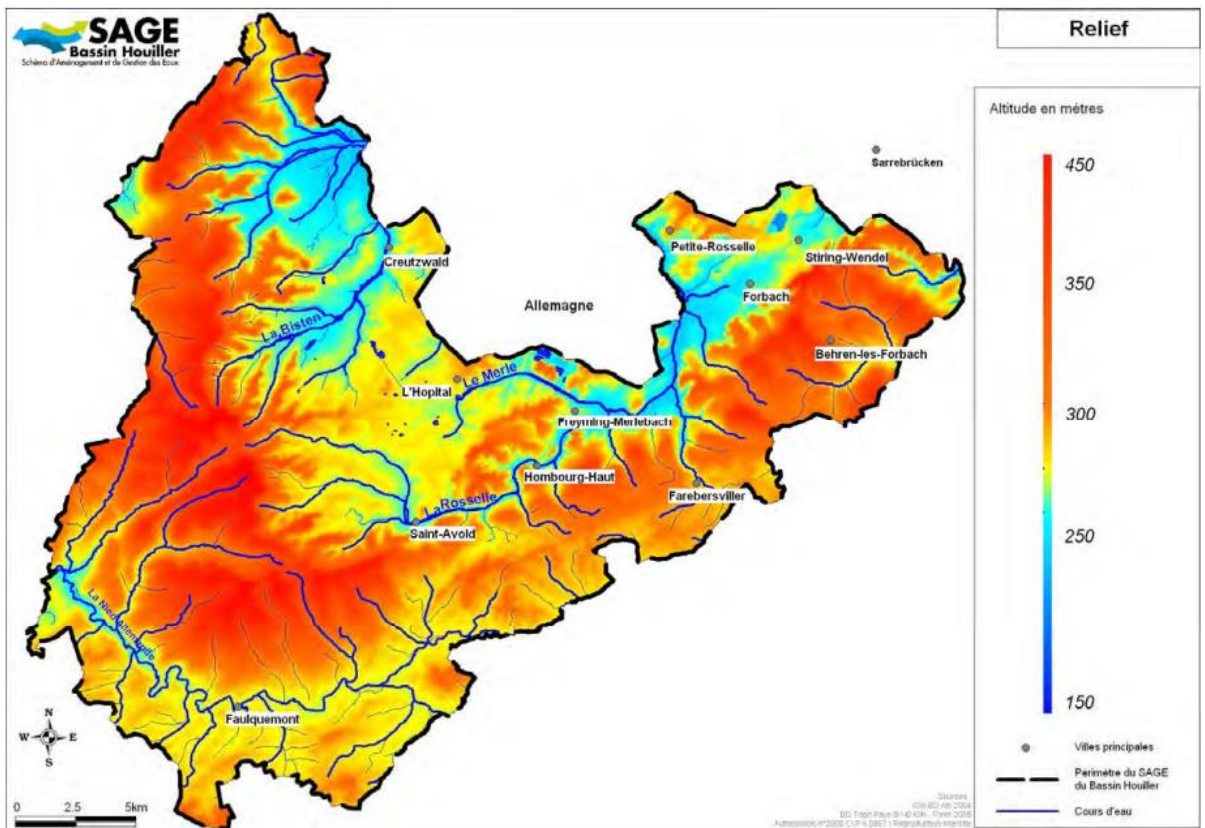 SAGE
Bassin Houiller
Schéma d'Aménagement et de Gestion des Eaux
Relief
Altitude en mètres
450
350
300
250
150
Villes principales
Périmètre du SAGE
du Bassin Houiller
Cours d'eau
Sarrebrücken
Petite-Rosselle
Stiring-Wendel
Creutzwald
Forbach
Allemagne
La Bisten
Behren-les-Forbach
Le Merle
L'Hopital
Freyming-Merlebach
Hombourg-Haut
Farebersviller
La Rosselle
Saint-Avold
La Nied Allemande
Faulquemont
N
W E
S
0 2.5 5km
Sources